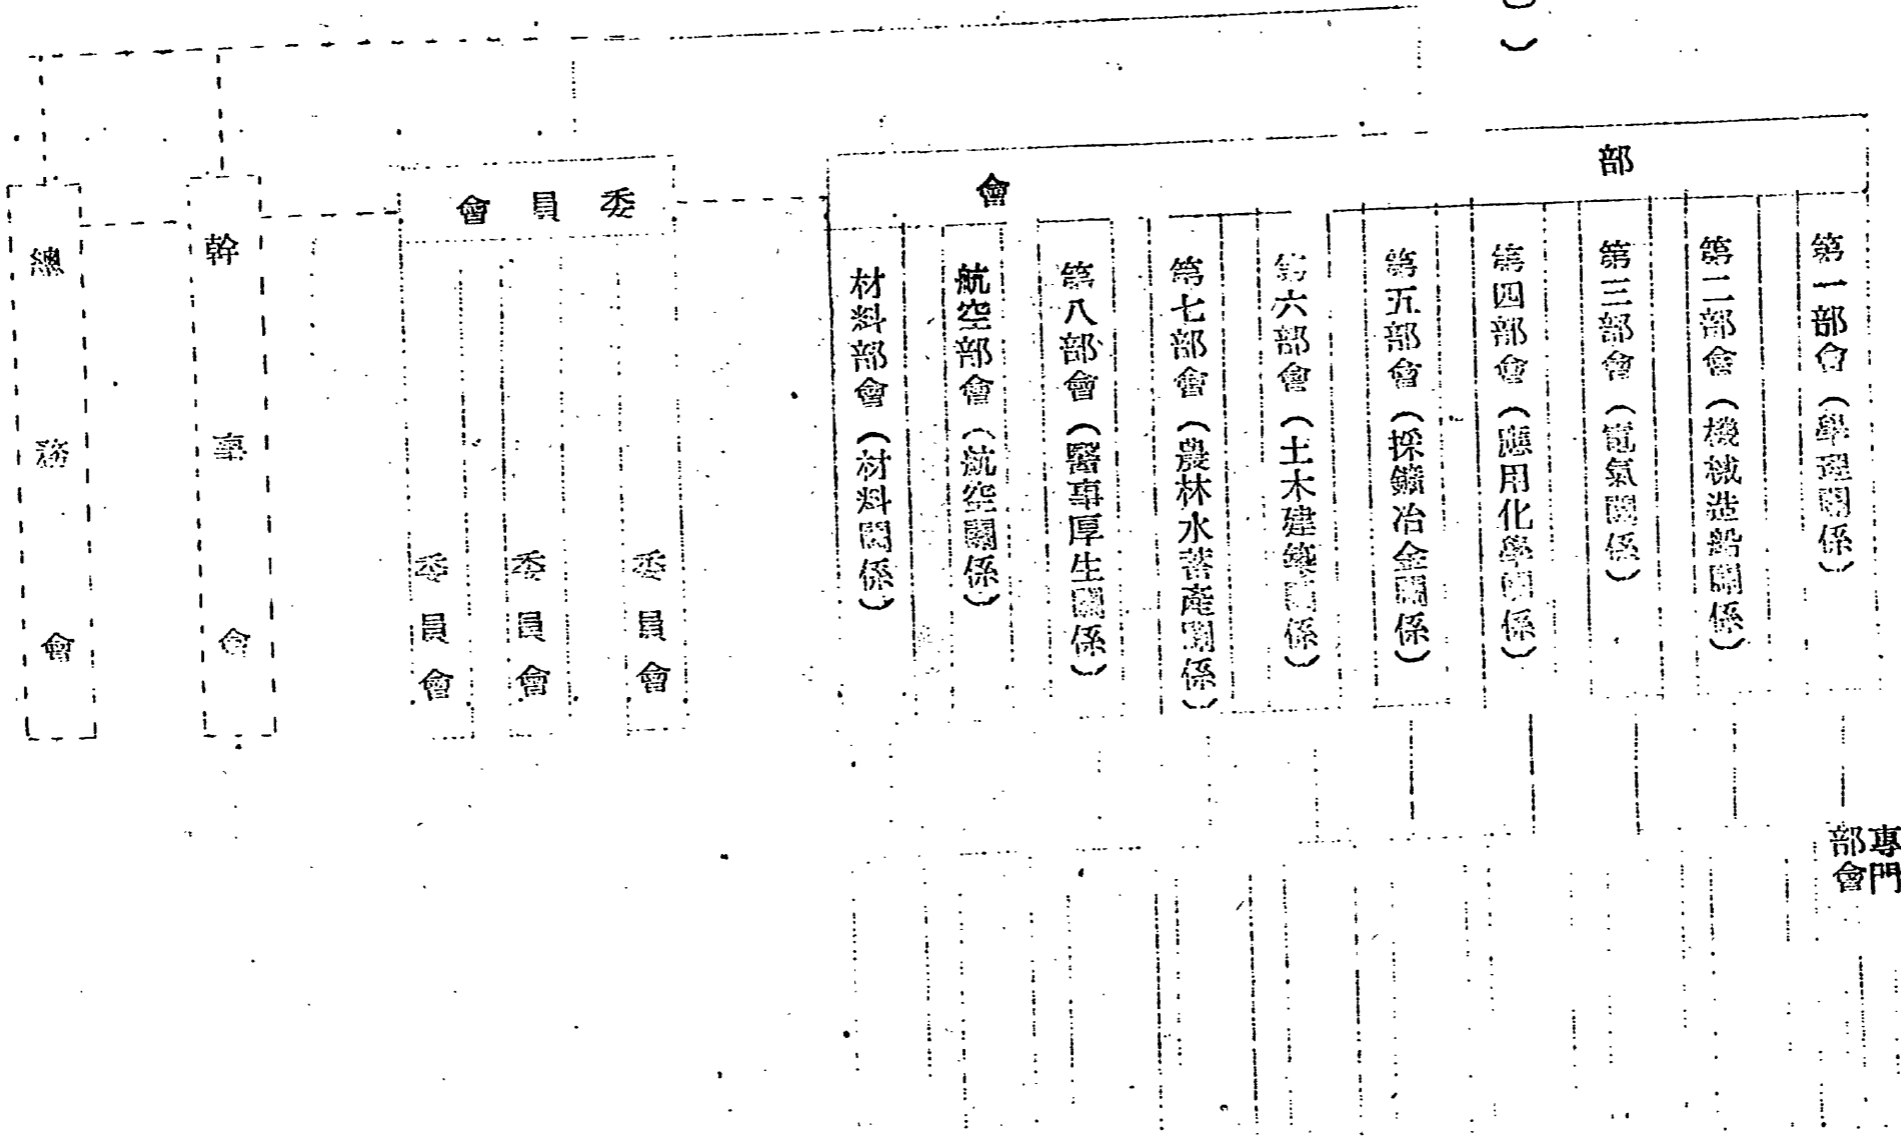 部會
第一部會(學理關係)
第二部會(機械造船關係)
第三部會(電氣關係)
第四部會(應用化學關係)
第五部會(採鑛冶金關係)
第六部會(土木建築關係)
第七部會(農林水畜產關係)
第八部會(醫事厚生關係)
航空部會(航空關係)
材料部會(材料關係)
專門
部會
委員會
委員會
委員會
委員會
幹事會
總務會